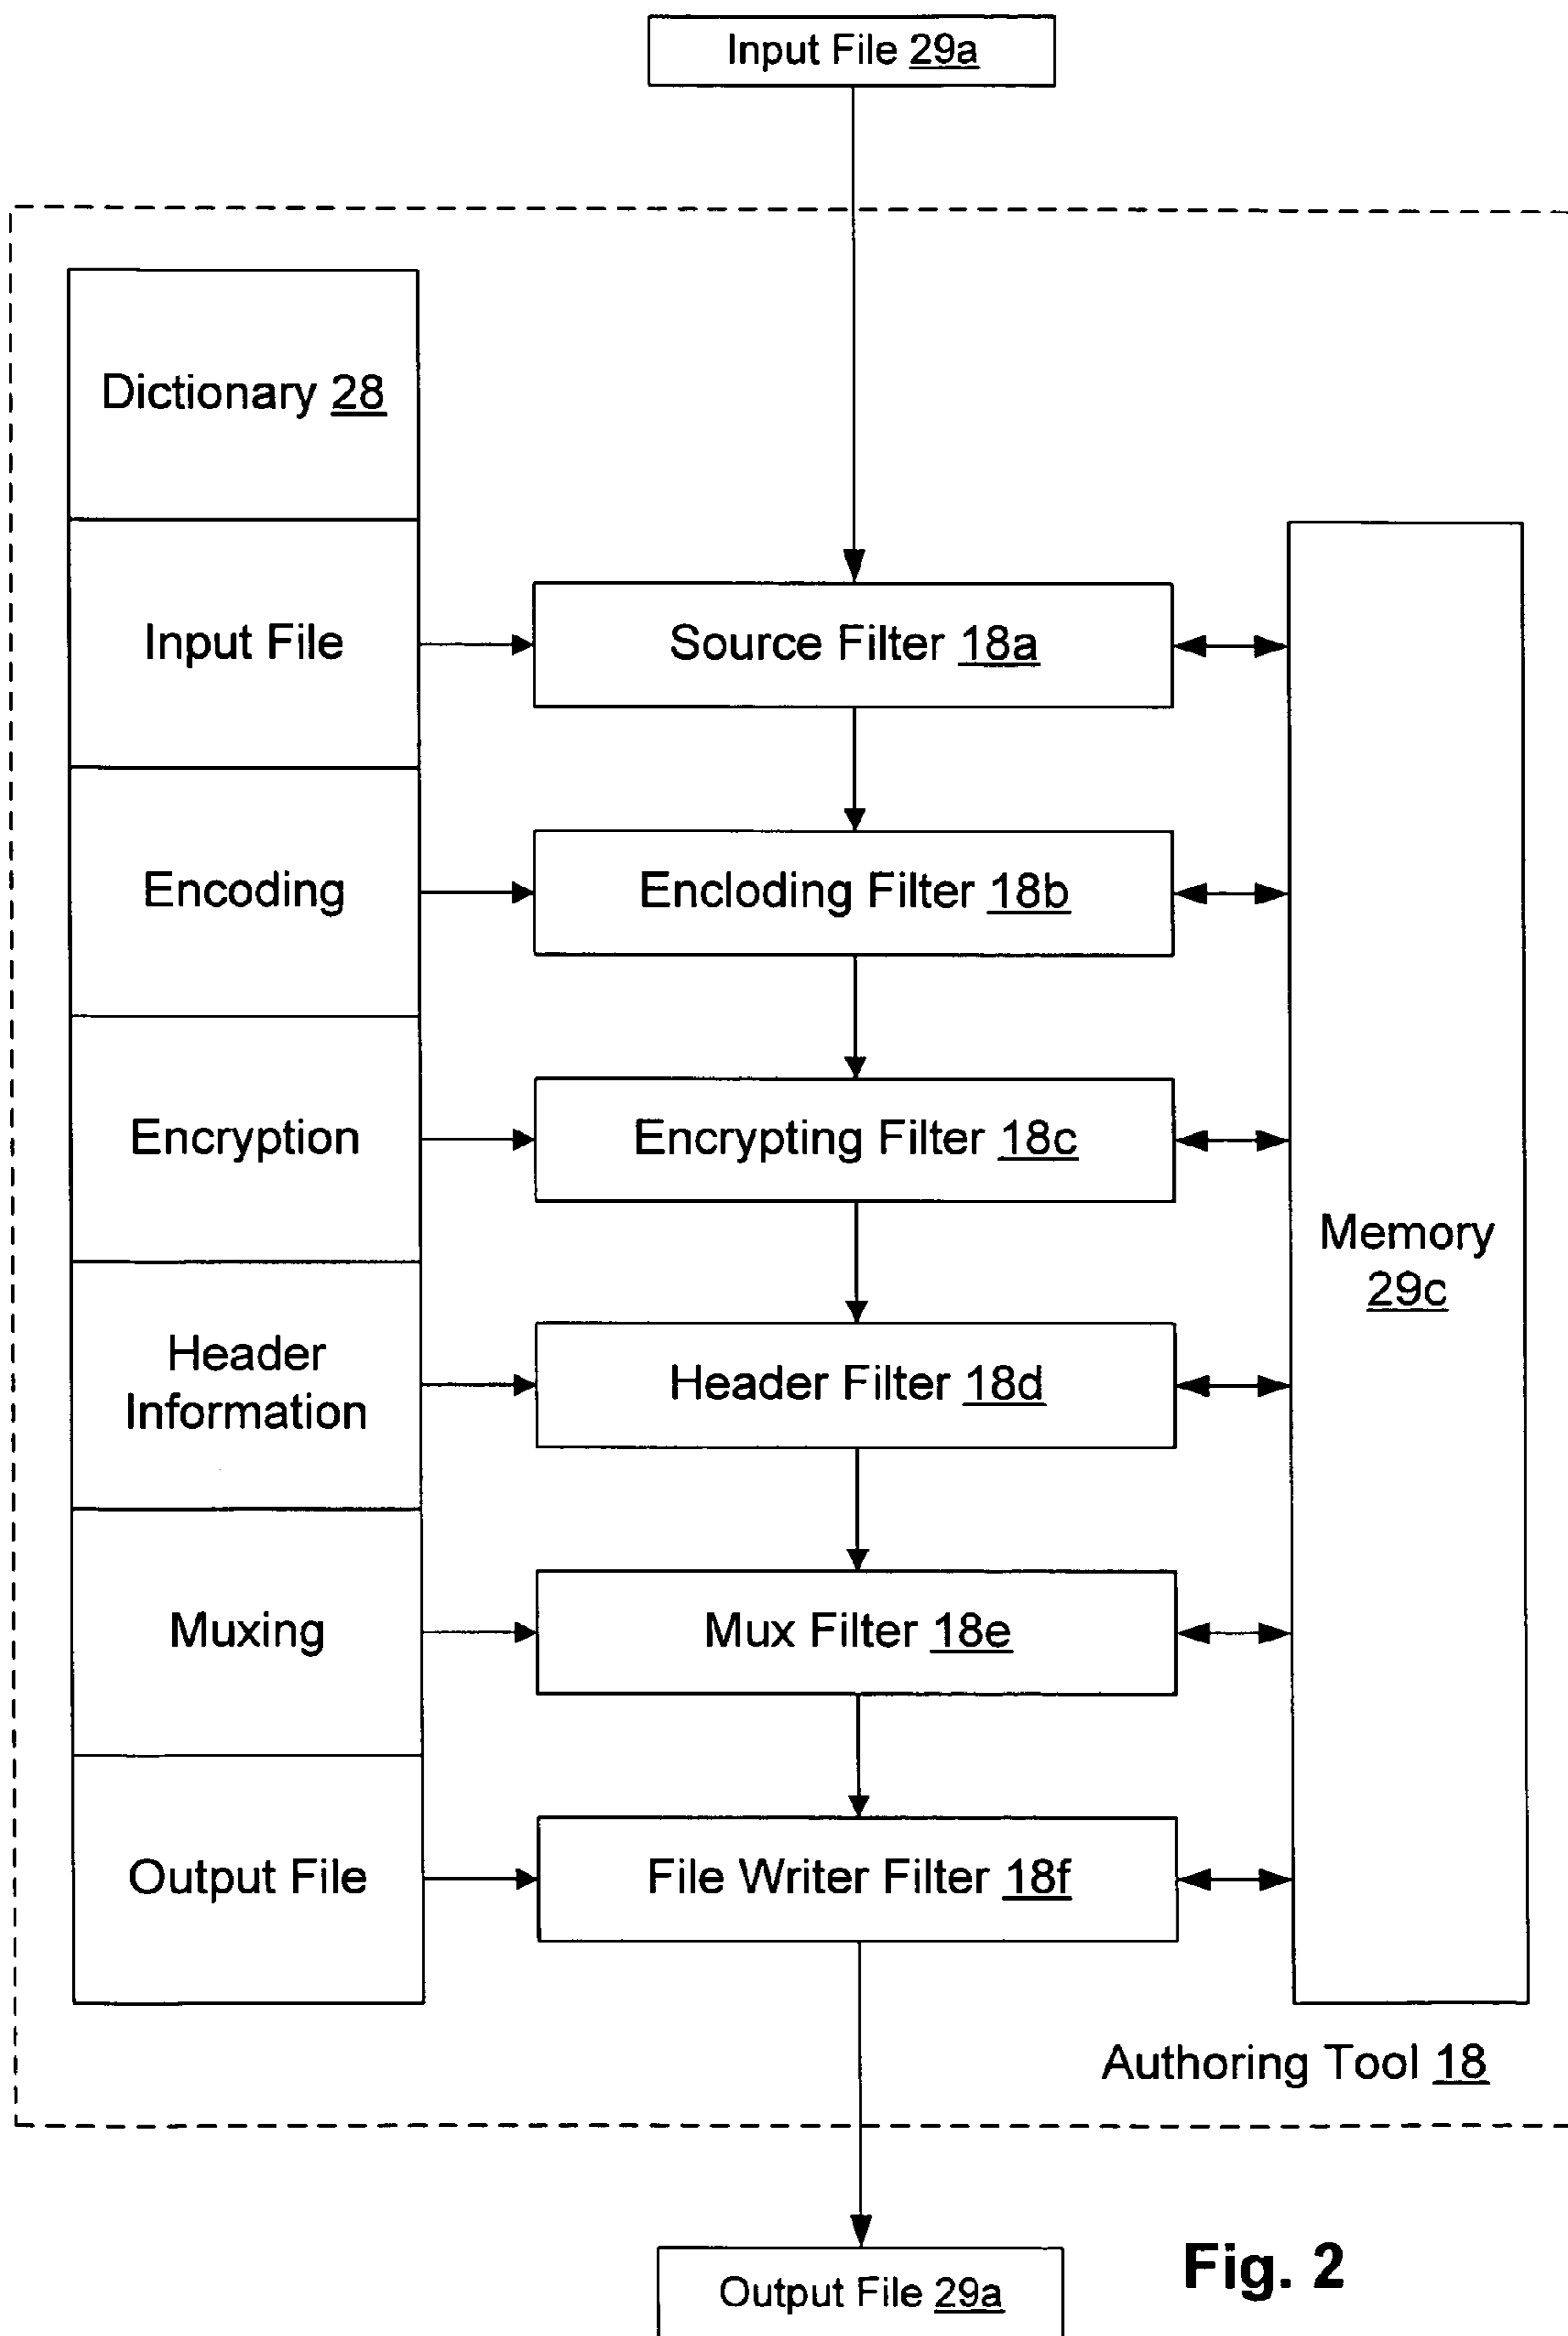 Input File 29a
Dictionary 28
Input File
Source Filter 18a
Encoding
Encloding Filter 18b
Encryption
Encrypting Filter 18c
Memory
29c
Header
Information
Header Filter 18d
Muxing
Mux Filter 18e
Output File
File Writer Filter 18f
Authoring Tool 18
Output File 29a
Fig. 2